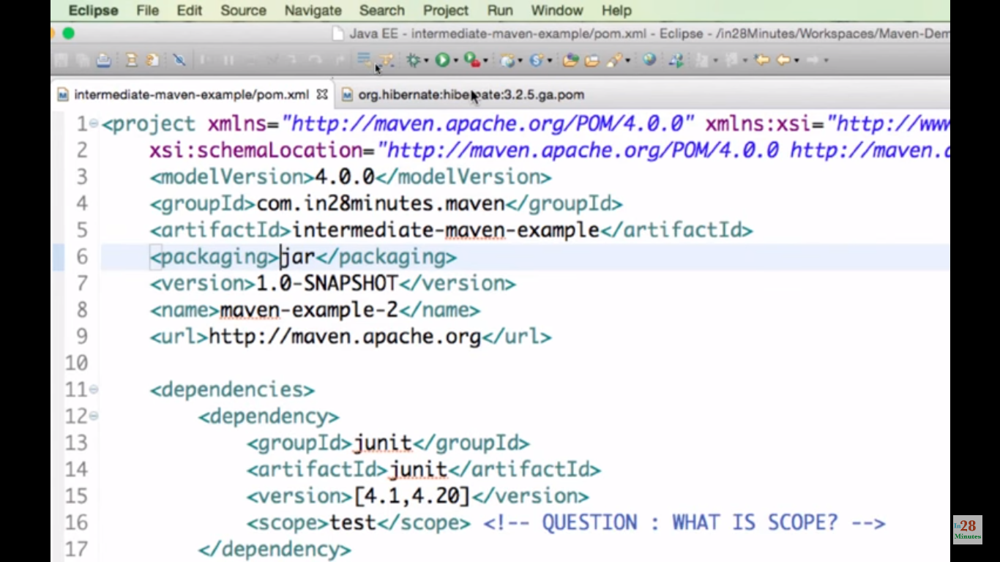 Eclipse File Edit Source Navigate Search Project Run Window Help
Java EE - intermediate-maven-example/pom.xml - Eclipse - /in28Minutes/Workspaces/Maven-Dem
intermediate-maven-example/pom.xml org.hibernate:hibernate:3.2.5.ga.pom
1 <project xmlns="http://maven.apache.org/POM/4.0.0" xmlns:xsi="http://www
2 xsi:schemaLocation="http://maven.apache.org/POM/4.0.0 http://maven.a
3 <modelVersion>4.0.0</modelVersion>
4 <groupId>com.in28minutes.maven</groupId>
5 <artifactId>intermediate-maven-example</artifactId>
6 <packaging>jar</packaging>
7 <version>1.0-SNAPSHOT</version>
8 <name>maven-example-2</name>
9 <url>http://maven.apache.org</url>
10
11 <dependencies>
12 <dependency>
13 <groupId>junit</groupId>
14 <artifactId>junit</artifactId>
15 <version>[4.1,4.20]</version>
16 <scope>test</scope> <!-- QUESTION : WHAT IS SCOPE? -->
17 </dependency>
In28
Minutes